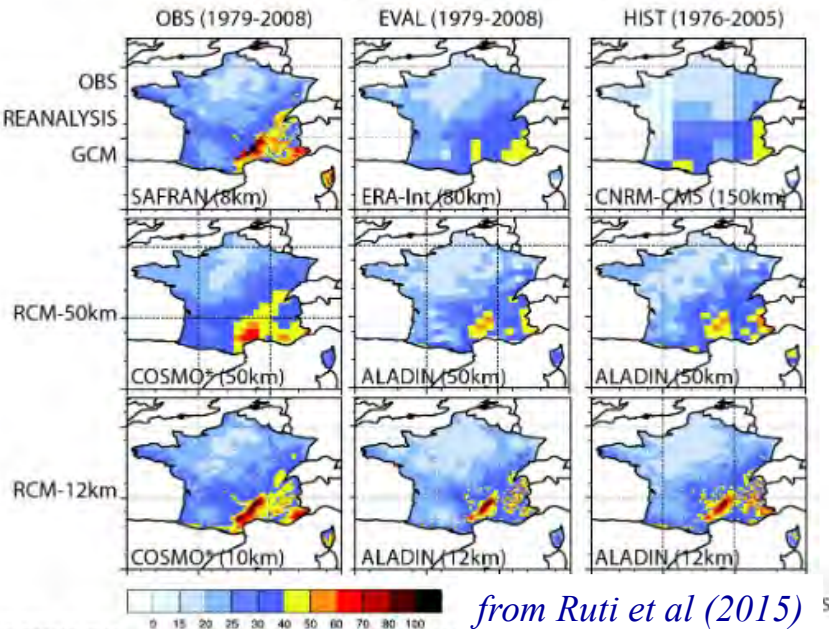 OBS (1979-2008) EVAL (1979-2008) HIST (1976-2005)
OBS
REANALYSIS
GCM
SAFRAN (8km) ERA-Int (80km) CNRM-CM5 (150km)
RCM-50km
COSMO* (50km) ALADIN (50km) ALADIN (50km)
RCM-12km
COSMO* (10km) ALADIN (12km) ALADIN (12km)
0 15 20 25 30 40 50 60 70 80 100
from Ruti et al (2015)